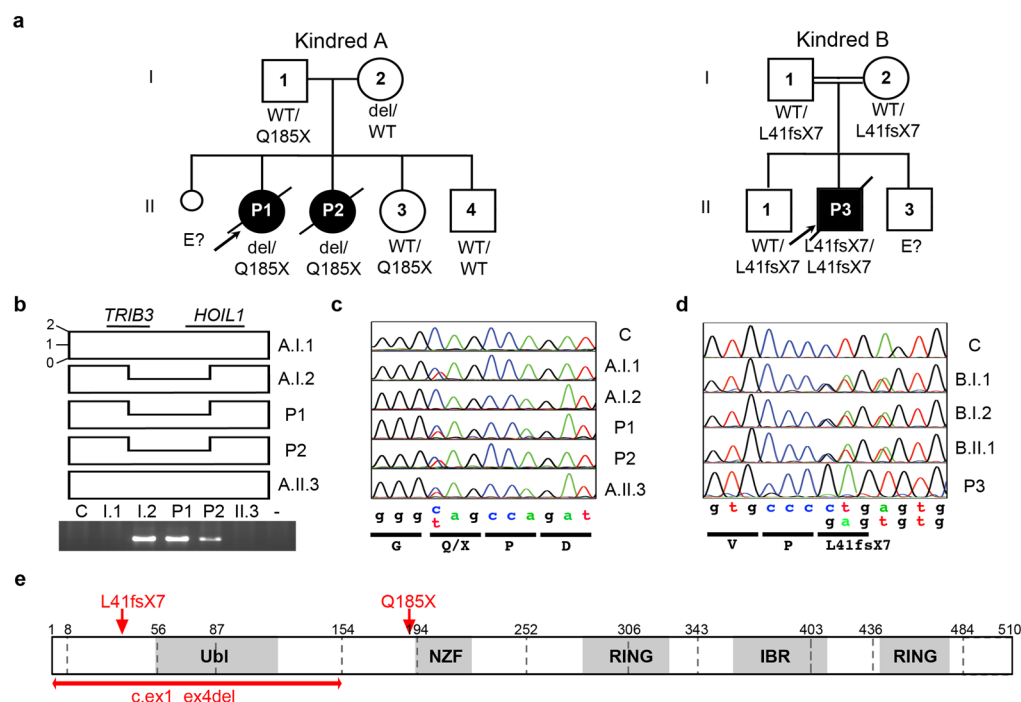 a
Kindred A
Kindred B
I
1
2
WT/
Q185X
del/
WT
I
1
2
WT/
L41fsX7
WT/
L41fsX7
II
E?
P1
P2
3
4
del/
Q185X
del/
Q185X
WT/
Q185X
WT/
WT
II
1
P3
3
WT/
L41fsX7
L41fsX7/
L41fsX7
E?
b
TRIB3 HOIL1
2
1
0
A.I.1
A.I.2
P1
P2
A.II.3
C I.1 I.2 P1 P2 II.3 -
c
C
A.I.1
A.I.2
P1
P2
A.II.3
g g g c a g c c a g a t
t
G Q/X P D
d
C
B.I.1
B.I.2
B.II.1
P3
g t g c c c c t g a g t g
g a g t g t g
V P L41fsX7
e
L41fsX7
Q185X
1 8 56 87 154 194 252 306 343 403 436 484 510
Ubl NZF RING IBR RING
c.ex1_ex4del